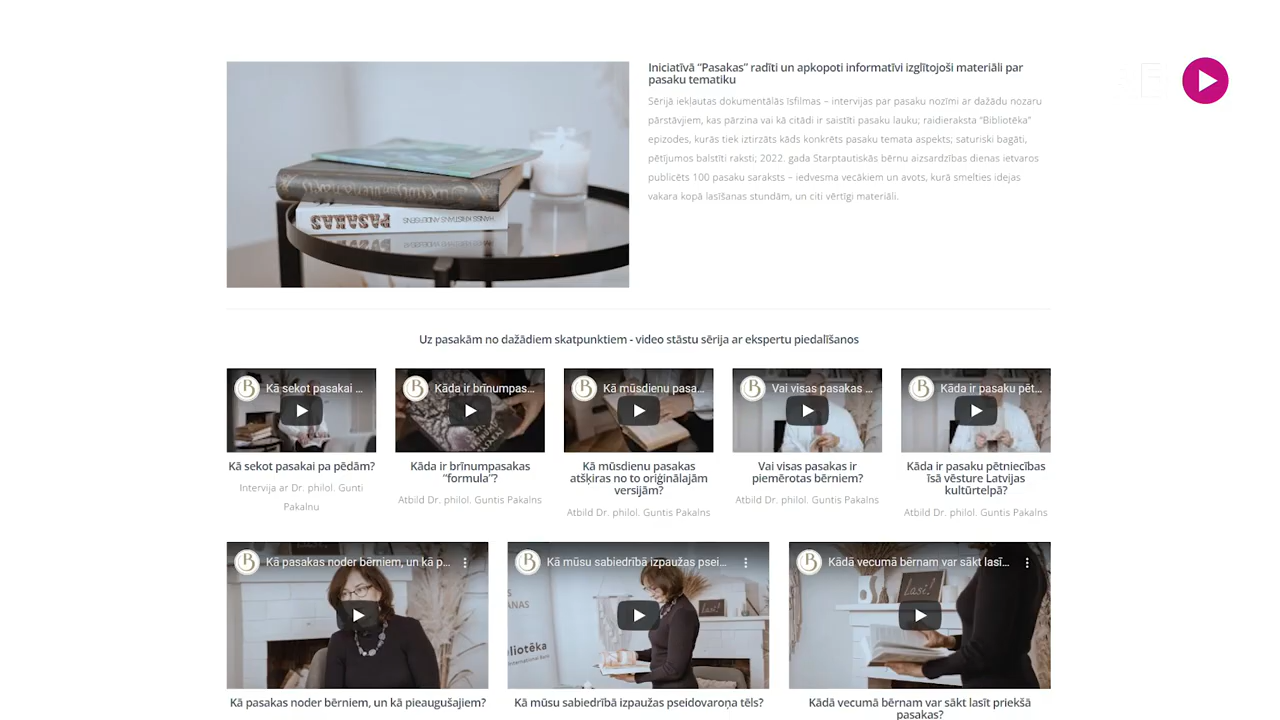 Iniciatīvā “Pasakas” radīti un apkopoti informatīvi izglītojoši materiāli par
pasaku tematiku
Sērijā iekļautas dokumentālās īsfilmas – intervijas par pasaku nozīmi ar dažādu nozaru
pārstāvjiem, kas pārzina vai kā citādi ir saistīti pasaku lauku; raidieraksta “Bibliotēka”
epizodes, kurās tiek iztirzāts kāds konkrēts pasaku temata aspekts; saturiski bagāti,
pētījumos balstīti raksti; 2022. gada Starptautiskās bērnu aizsardzības dienas ietvaros
publicēts 100 pasaku saraksts – iedvesma vecākiem un avots, kurā smelties idejas
vakara kopā lasīšanas stundām, un citi vērtīgi materiāli.
PASAKAS
HANSS KRISTIANS ANDERSENS
Uz pasakām no dažādiem skatpunktiem - video stāstu sērija ar ekspertu piedalīšanos
Kā sekot pasakai ...
Kāda ir brīnumpas...
Kā mūsdienu pasa...
Vai visas pasakas ...
Kāda ir pasaku pēt...
Kā sekot pasakai pa pēdām?
Intervija ar Dr. philol. Gunti
Pakalnu
Kāda ir brīnumpasakas
“formula”?
Atbild Dr. philol. Guntis Pakalns
Kā mūsdienu pasakas
atšķiras no to oriģinālajām
versijām?
Atbild Dr. philol. Guntis Pakalns
Vai visas pasakas ir
piemērotas bērniem?
Atbild Dr. philol. Guntis Pakalns
Kāda ir pasaku pētniecības
īsā vēsture Latvijas
kultūrtelpā?
Atbild Dr. philol. Guntis Pakalns
Kā pasakas noder bērniem, un kā p...
Kā mūsu sabiedrībā izpaužas psei...
Kādā vecumā bērnam var sākt lasī...
Lasi!
Lasi!
bliotēka
International Baln
Kā pasakas noder bērniem, un kā pieaugušajiem?
Kā mūsu sabiedrībā izpaužas pseidovaroņa tēls?
Kādā vecumā bērnam var sākt lasīt priekšā
pasakas?